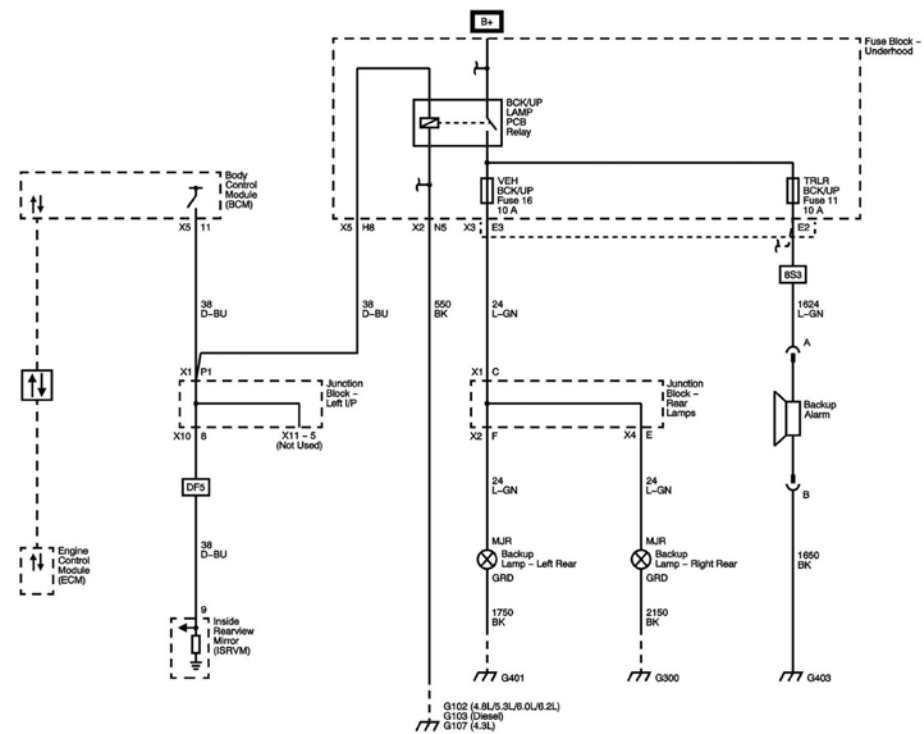 B+
Fuse Block –
Underhood
BCK/UP
LAMP
PCB
Relay
Body
Control
Module
(BCM)
VEH
BCK/UP
Fuse 16
10 A
TRLR
BCK/UP
Fuse 11
10 A
X5 11
X5 H8
X2 N5
X3 E3
E2
8S3
38
D-BU
38
D-BU
550
BK
24
L-GN
1624
L-GN
A
X1 P1
Junction
Block –
Left I/P
X1 C
Junction
Block –
Rear
Lamps
Backup
Alarm
X10 8
X11 – 5
(Not Used)
X2 F
X4 E
DF5
24
L-GN
24
L-GN
B
Engine
Control
Module
(ECM)
38
D-BU
MJR
Backup
Lamp – Left Rear
GRD
MJR
Backup
Lamp – Right Rear
GRD
1650
BK
9
Inside
Rearview
Mirror
(ISRVM)
1750
BK
2150
BK
G401
G300
G403
G102 (4.8L/5.3L/6.0L/6.2L)
G103 (Diesel)
G107 (4.3L)